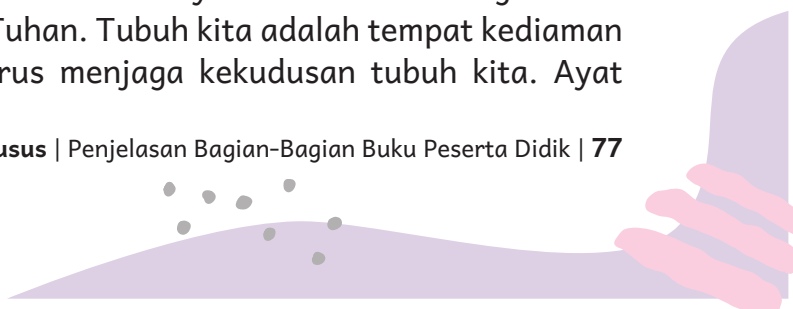 Tuhan. Tubuh kita adalah tempat kediaman
rus menjaga kekudusan tubuh kita. Ayat
usus | Penjelasan Bagian-Bagian Buku Peserta Didik | 77